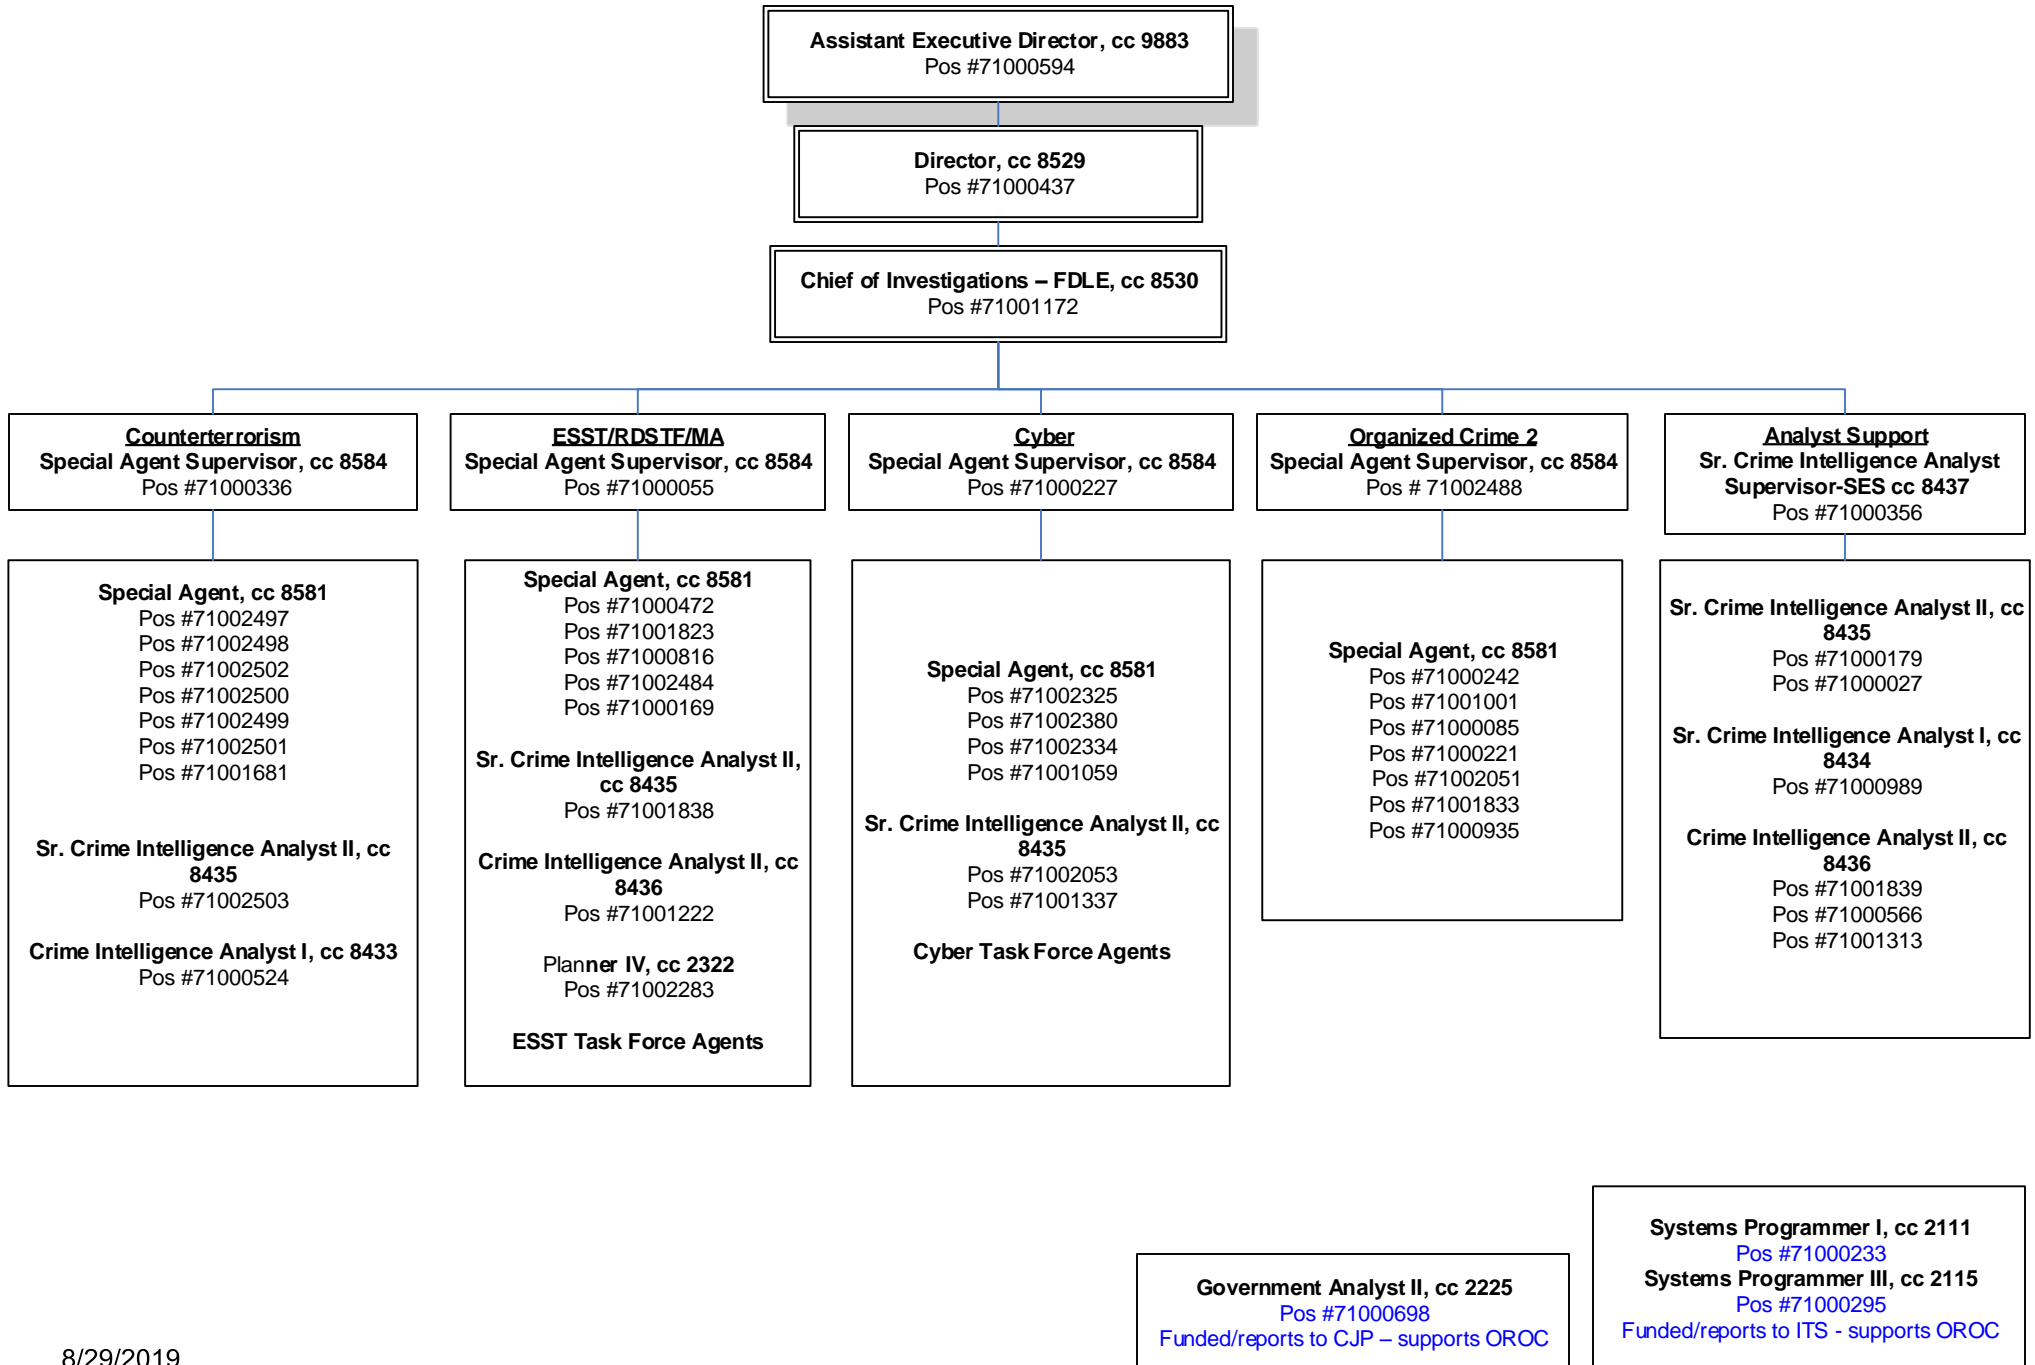 Assistant Executive Director, cc 9883
Pos #71000594
Director, cc 8529
Pos #71000437
Chief of Investigations – FDLE, cc 8530
Pos #71001172
Counterterrorism
Special Agent Supervisor, cc 8584
Pos #71000336
ESST/RDSTF/MA
Special Agent Supervisor, cc 8584
Pos #71000055
Cyber
Special Agent Supervisor, cc 8584
Pos #71000227
Organized Crime 2
Special Agent Supervisor, cc 8584
Pos # 71002488
Analyst Support
Sr. Crime Intelligence Analyst
Supervisor-SES cc 8437
Pos #71000356
Special Agent, cc 8581
Pos #71002497
Pos #71002498
Pos #71002502
Pos #71002500
Pos #71002499
Pos #71002501
Pos #71001681
Sr. Crime Intelligence Analyst II, cc
8435
Pos #71002503
Crime Intelligence Analyst I, cc 8433
Pos #71000524
Special Agent, cc 8581
Pos #71000472
Pos #71001823
Pos #71000816
Pos #71002484
Pos #71000169
Sr. Crime Intelligence Analyst II,
cc 8435
Pos #71001838
Crime Intelligence Analyst II, cc
8436
Pos #71001222
Planner IV, cc 2322
Pos #71002283
ESST Task Force Agents
Special Agent, cc 8581
Pos #71002325
Pos #71002380
Pos #71002334
Pos #71001059
Sr. Crime Intelligence Analyst II, cc
8435
Pos #71002053
Pos #71001337
Cyber Task Force Agents
Special Agent, cc 8581
Pos #71000242
Pos #71001001
Pos #71000085
Pos #71000221
Pos #71002051
Pos #71001833
Pos #71000935
Sr. Crime Intelligence Analyst II, cc
8435
Pos #71000179
Pos #71000027
Sr. Crime Intelligence Analyst I, cc
8434
Pos #71000989
Crime Intelligence Analyst II, cc
8436
Pos #71001839
Pos #71000566
Pos #71001313
Government Analyst II, cc 2225
Pos #71000698
Funded/reports to CJP – supports OROC
Systems Programmer I, cc 2111
Pos #71000233
Systems Programmer III, cc 2115
Pos #71000295
Funded/reports to ITS - supports OROC
8/29/2019